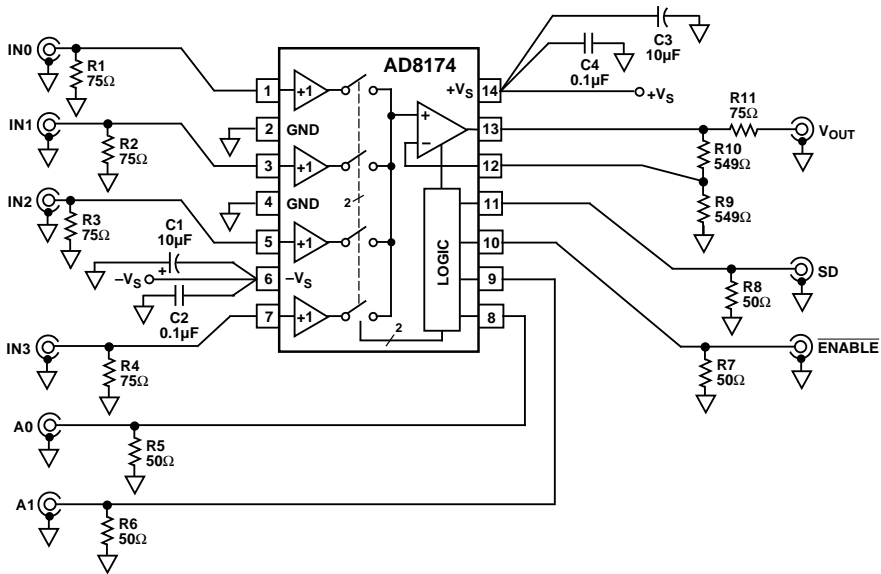 IN0
R1
75Ω
IN1
R2
75Ω
IN2
R3
75Ω
C1
10µF
+
–VS
C2
0.1µF
IN3
R4
75Ω
A0
R5
50Ω
A1
R6
50Ω
AD8174
1
+1
2
GND
3
+1
4
GND
2
5
+1
6
–VS
7
+1
2
+
–
LOGIC
+VS
14
13
12
11
10
9
8
C3
10µF
C4
0.1µF
+VS
R11
75Ω
VOUT
R10
549Ω
R9
549Ω
SD
R8
50Ω
ENABLE
R7
50Ω